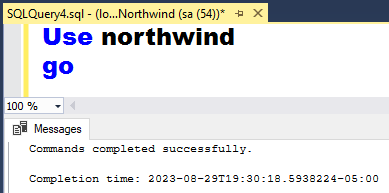 SQLQuery4.sql - (lo...Northwind (sa (54))*
Use northwind
go
100 %
Messages
Commands completed successfully.
Completion time: 2023-08-29T19:30:18.5938224-05:00